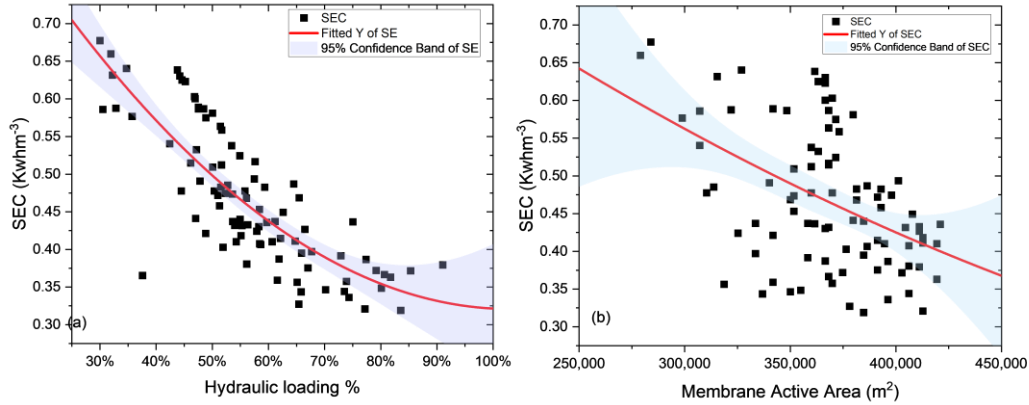 SEC
Fitted Y of SE
95% Confidence Band of SE
0.70
0.65
0.60
0.55
0.50
0.45
0.40
0.35
0.30
SEC (Kwhm-3)
(a)
30% 40% 50% 60% 70% 80% 90% 100%
Hydraulic loading %
SEC
Fitted Y of SEC
95% Confidence Band of SEC
0.70
0.65
0.60
0.55
0.50
0.45
0.40
0.35
0.30
SEC (Kwhm-3)
(b)
250,000 300,000 350,000 400,000 450,000
Membrane Active Area (m²)